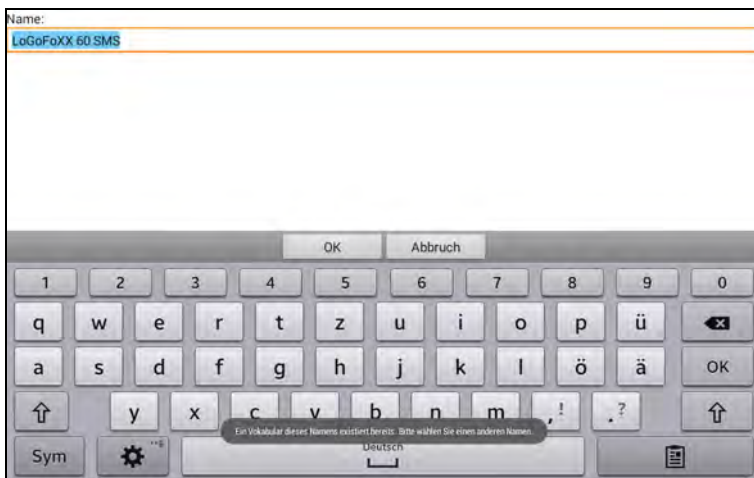 Name:
LoGoFoXX 60 SMS
OK Abbruch
1 2 3 4 5 6 7 8 9 0
q w e r t z u i o p ü
a s d f g h j k l ö ä OK
y x c v b n m , ! . ?
Ein Vokabular dieses Namens existiert bereits. Bitte wählen Sie einen anderen Namen.
Sym Deutsch